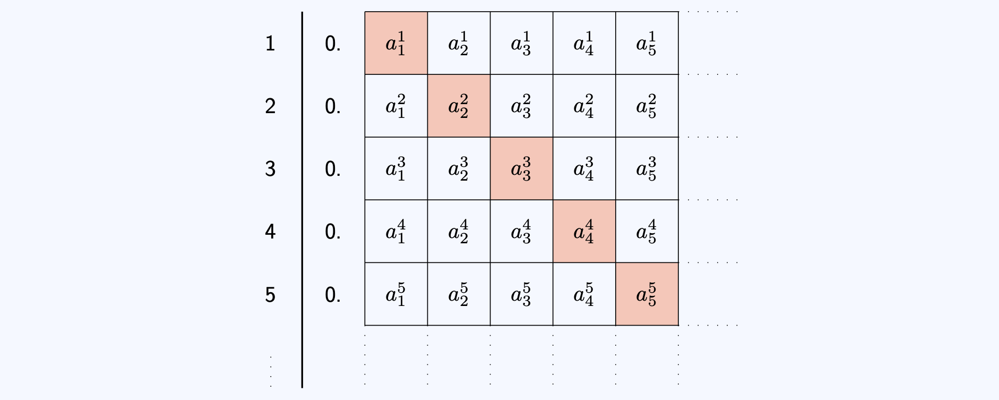 1 0. a_1^1 a_2^1 a_3^1 a_4^1 a_5^1
2 0. a_1^2 a_2^2 a_3^2 a_4^2 a_5^2
3 0. a_1^3 a_2^3 a_3^3 a_4^3 a_5^3
4 0. a_1^4 a_2^4 a_3^4 a_4^4 a_5^4
5 0. a_1^5 a_2^5 a_3^5 a_4^5 a_5^5